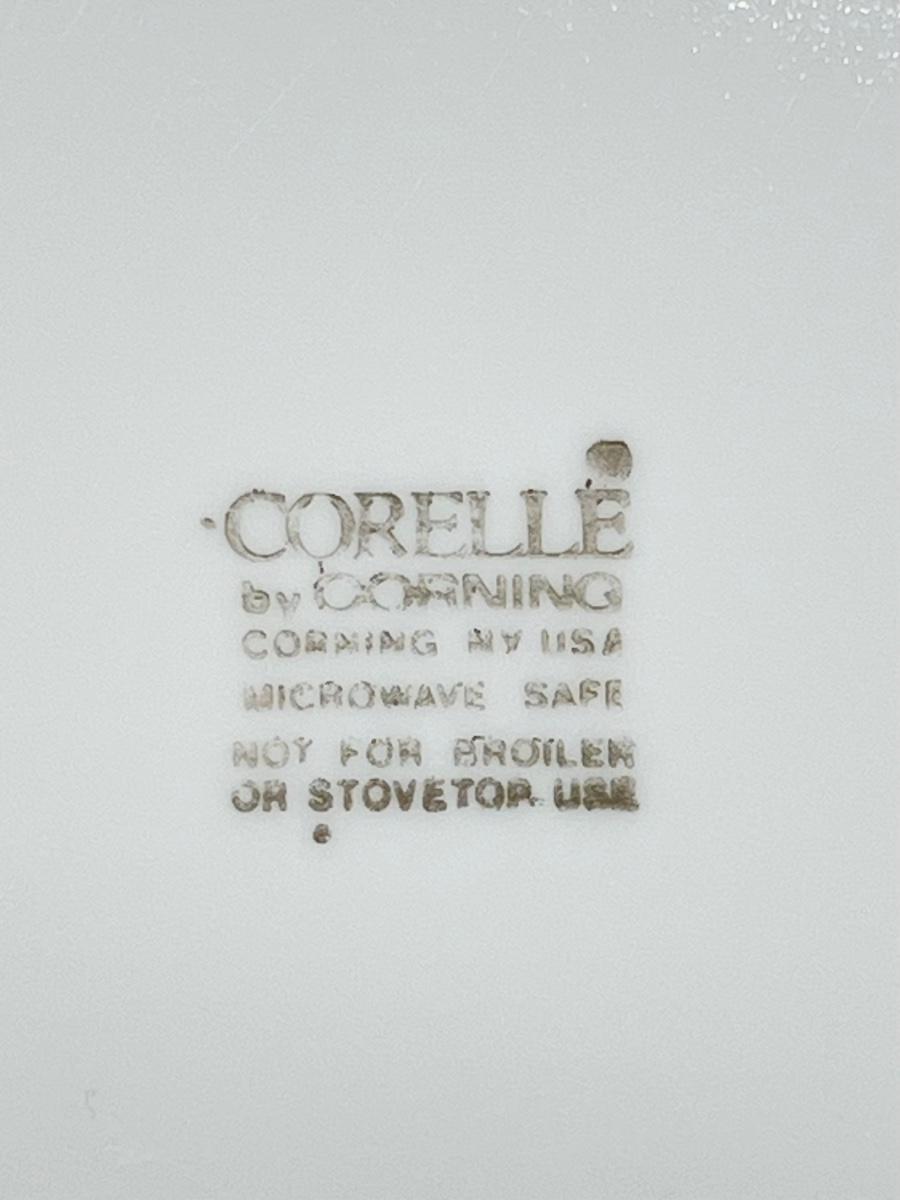 CORELLE
by CORNING
CORNING NY USA
MICROWAVE SAFE
NOT FOR BROILER
OR STOVETOP USE